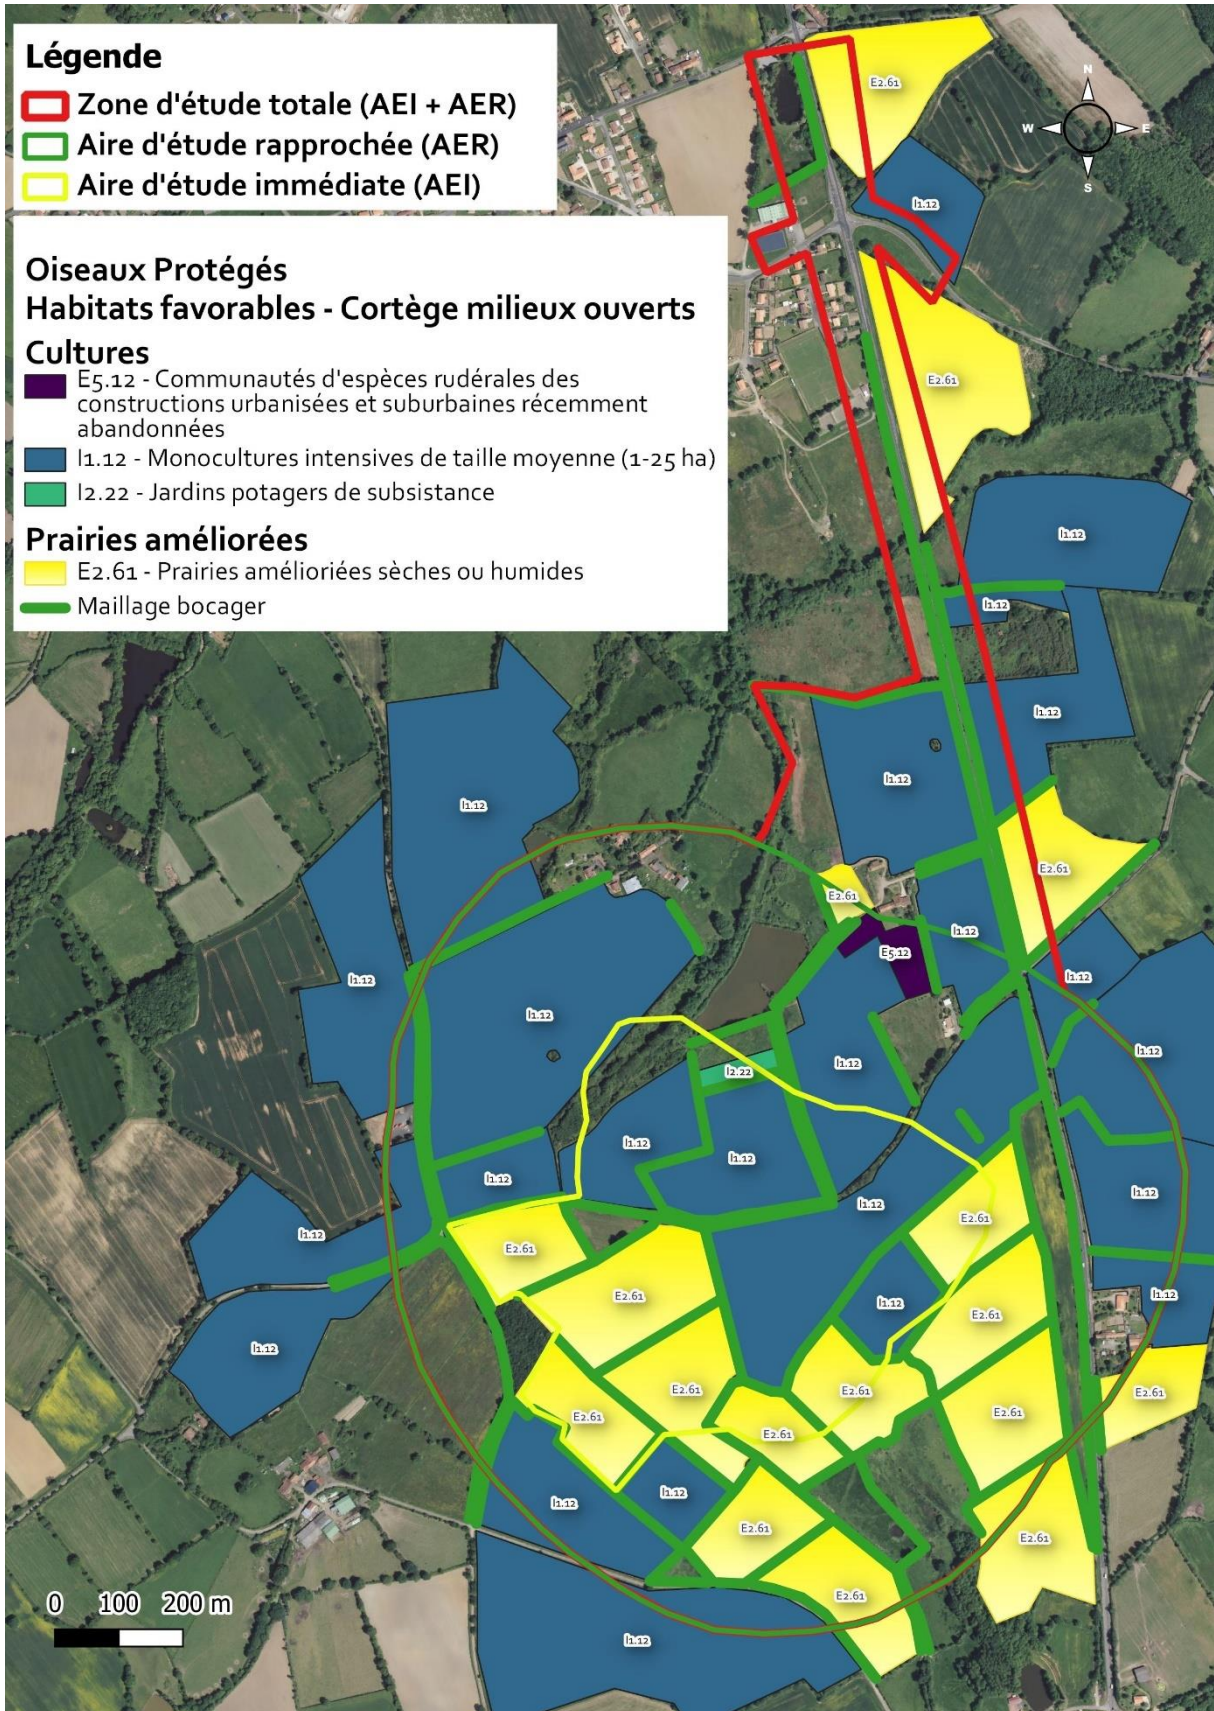 Légende
Zone d'étude totale (AEI + AER)
Aire d'étude rapprochée (AER)
Aire d'étude immédiate (AEI)
Oiseaux Protégés
Habitats favorables - Cortège milieux ouverts
Cultures
E5.12 - Communautés d'espèces rudérales des
constructions urbanisées et suburbaines récemment
abandonnées
I1.12 - Monocultures intensives de taille moyenne (1-25 ha)
I2.22 - Jardins potagers de subsistance
Prairies améliorées
E2.61 - Prairies amélioriées sèches ou humides
Maillage bocager
N
W
E
S
E2.61
I1.12
E2.61
I1.12
I1.12
I1.12
I1.12
I1.12
E2.61
E2.61
I1.12
E5.12
I1.12
I1.12
I1.12
I1.12
I1.12
I2.22
I1.12
I1.12
I1.12
I1.12
I1.12
E2.61
I1.12
I1.12
E2.61
E2.61
I1.12
I1.12
E2.61
I1.12
E2.61
E2.61
E2.61
E2.61
E2.61
E2.61
I1.12
I1.12
E2.61
E2.61
E2.61
I1.12
0 100 200 m